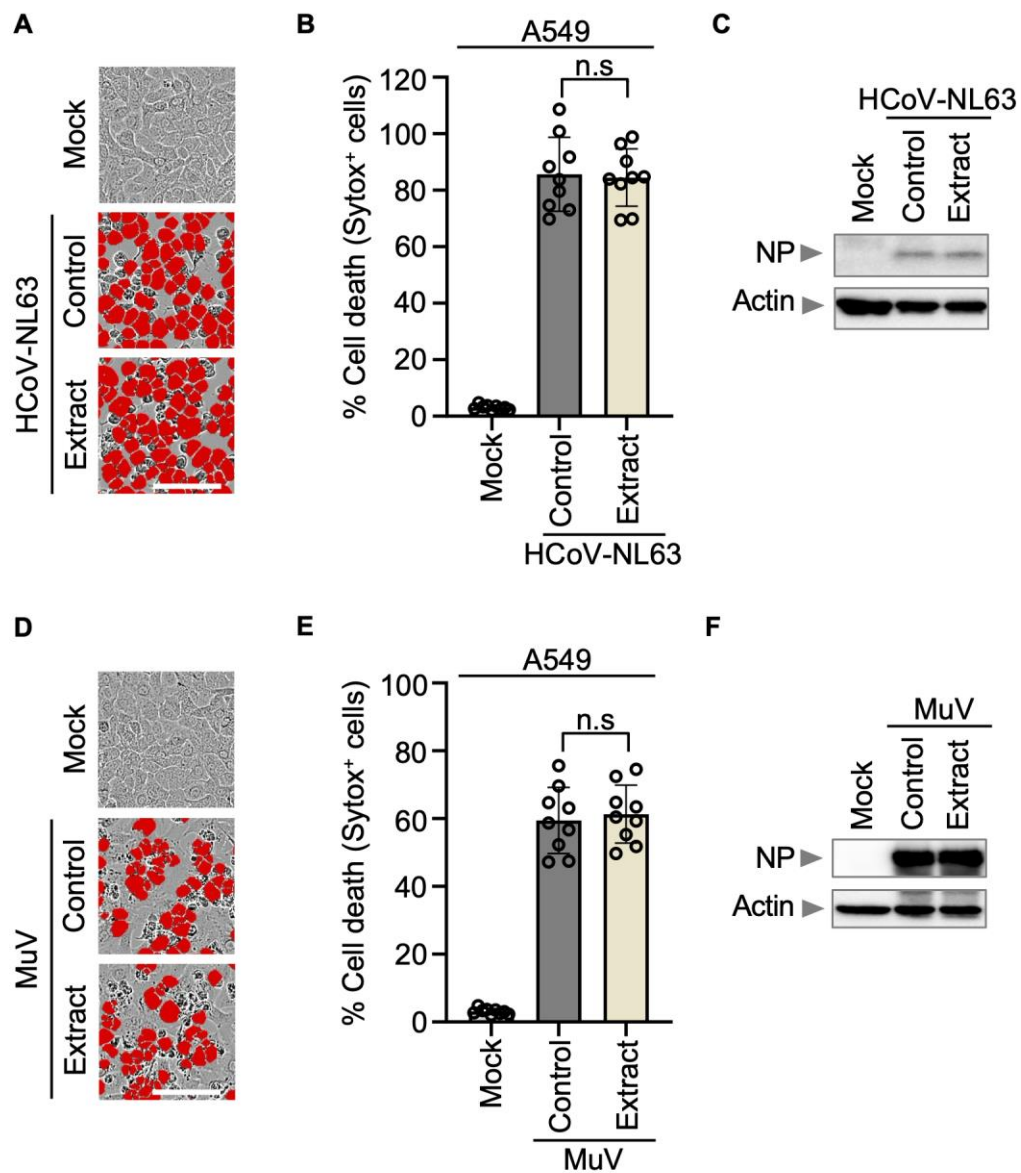 A
Mock
Control
Extract
HCoV-NL63
B
A549
n.s
120
100
80
60
40
20
0
% Cell death (Sytox⁺ cells)
Mock
Control
Extract
HCoV-NL63
C
HCoV-NL63
Mock
Control
Extract
NP
Actin
D
Mock
Control
Extract
MuV
E
A549
n.s
100
80
60
40
20
0
% Cell death (Sytox⁺ cells)
Mock
Control
Extract
MuV
F
MuV
Mock
Control
Extract
NP
Actin